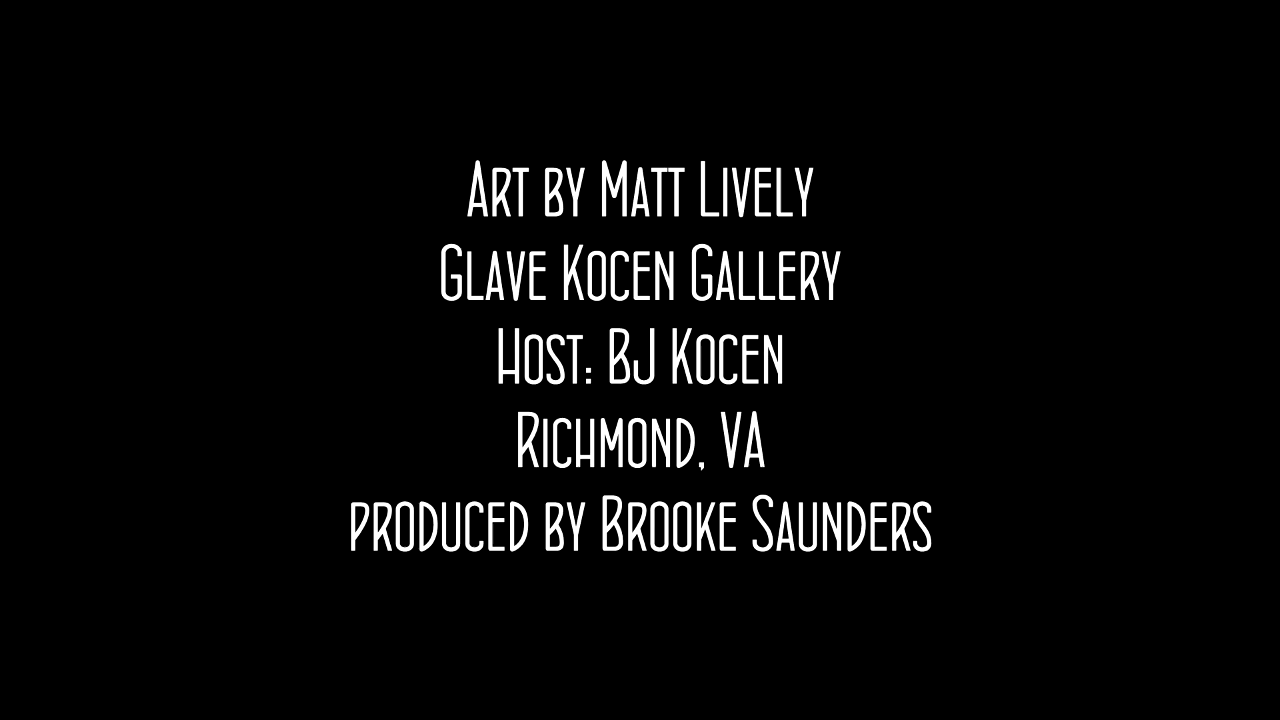 Art by Matt Lively
Glave Kocen Gallery
Host: BJ Kocen
Richmond, VA
produced by Brooke Saunders